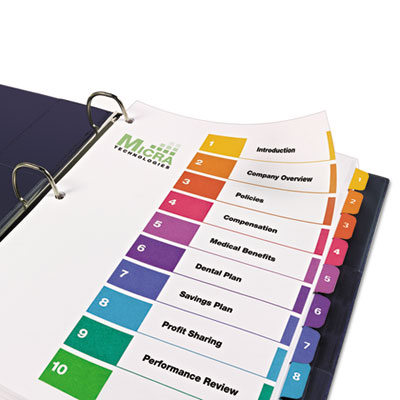 MICRA
TECHNOLOGIES
1 Introduction
2 Company Overview
3 Policies
4 Compensation
5 Medical Benefits
6 Dental Plan
7 Savings Plan
8 Profit Sharing
9 Performance Review
10
1
2
3
4
5
6
7
8